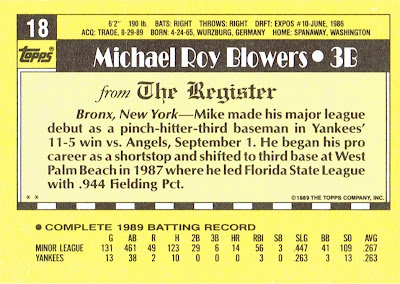 18
6'2" 190 lb. BATS: RIGHT THROWS: RIGHT DRFT: EXPOS #10-JUNE, 1986
topps ACQ: TRADE, 8-29-89 BORN: 4-24-65, WURZBURG, GERMANY HOME: SPANAWAY, WASHINGTON
Michael Roy Blowers • 3B
from The Register
Bronx, New York—Mike made his major league
debut as a pinch-hitter-third baseman in Yankees'
11-5 win vs. Angels, September 1. He began his pro
career as a shortstop and shifted to third base at West
Palm Beach in 1987 where he led Florida State League
with .944 Fielding Pct.
* * ©1989 THE TOPPS COMPANY, INC.
• COMPLETE 1989 BATTING RECORD
G AB R H 2B 3B HR RBI SB SLG BB SO AVG
MINOR LEAGUE 131 461 49 123 29 6 14 56 3 .447 41 109 .267
YANKEES 13 38 2 10 0 0 0 3 0 .263 3 13 .263